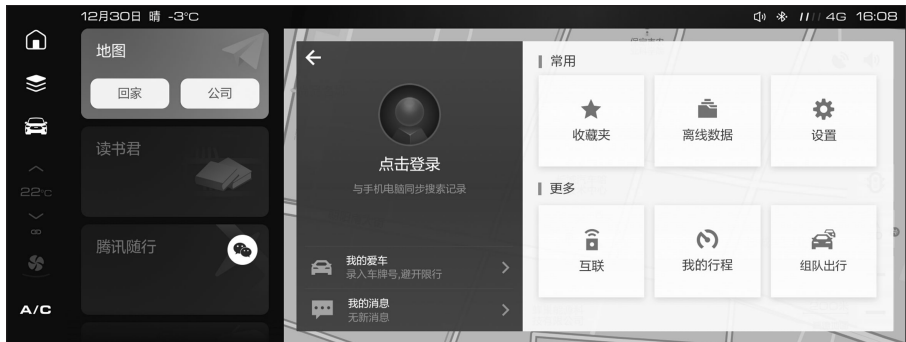 12月30日 晴 -3°C
4G 16:08
地图
回家
公司
读书君
腾讯随行
22°C
A/C
点击登录
与手机电脑同步搜索记录
我的爱车
录入车牌号,避开限行
我的消息
无新消息
常用
收藏夹
离线数据
设置
更多
互联
我的行程
组队出行